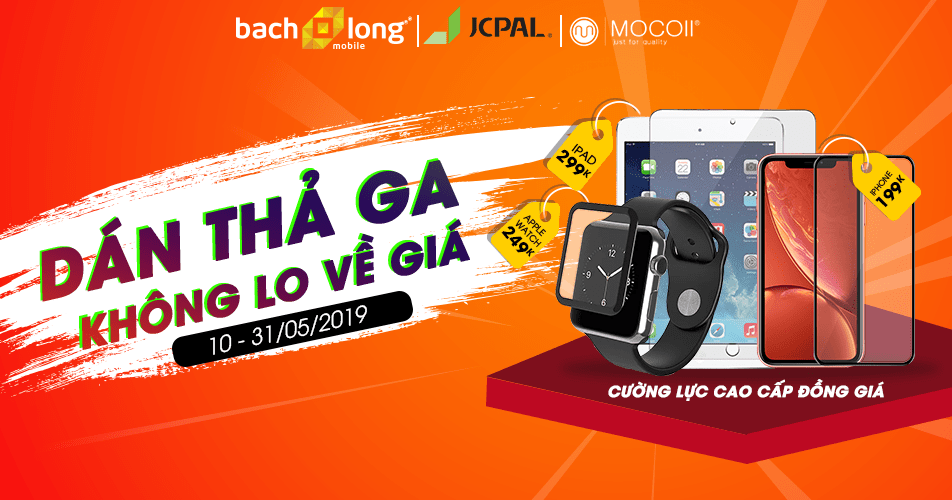 bach long
mobile
JCPAL®
MOCOll®
just for quality
DÁN THẢ GA
KHÔNG LO VỀ GIÁ
10 - 31/05/2019
IPAD
299K
APPLE
WATCH
249K
IPHONE
199K
CƯỜNG LỰC CAO CẤP ĐỒNG GIÁ